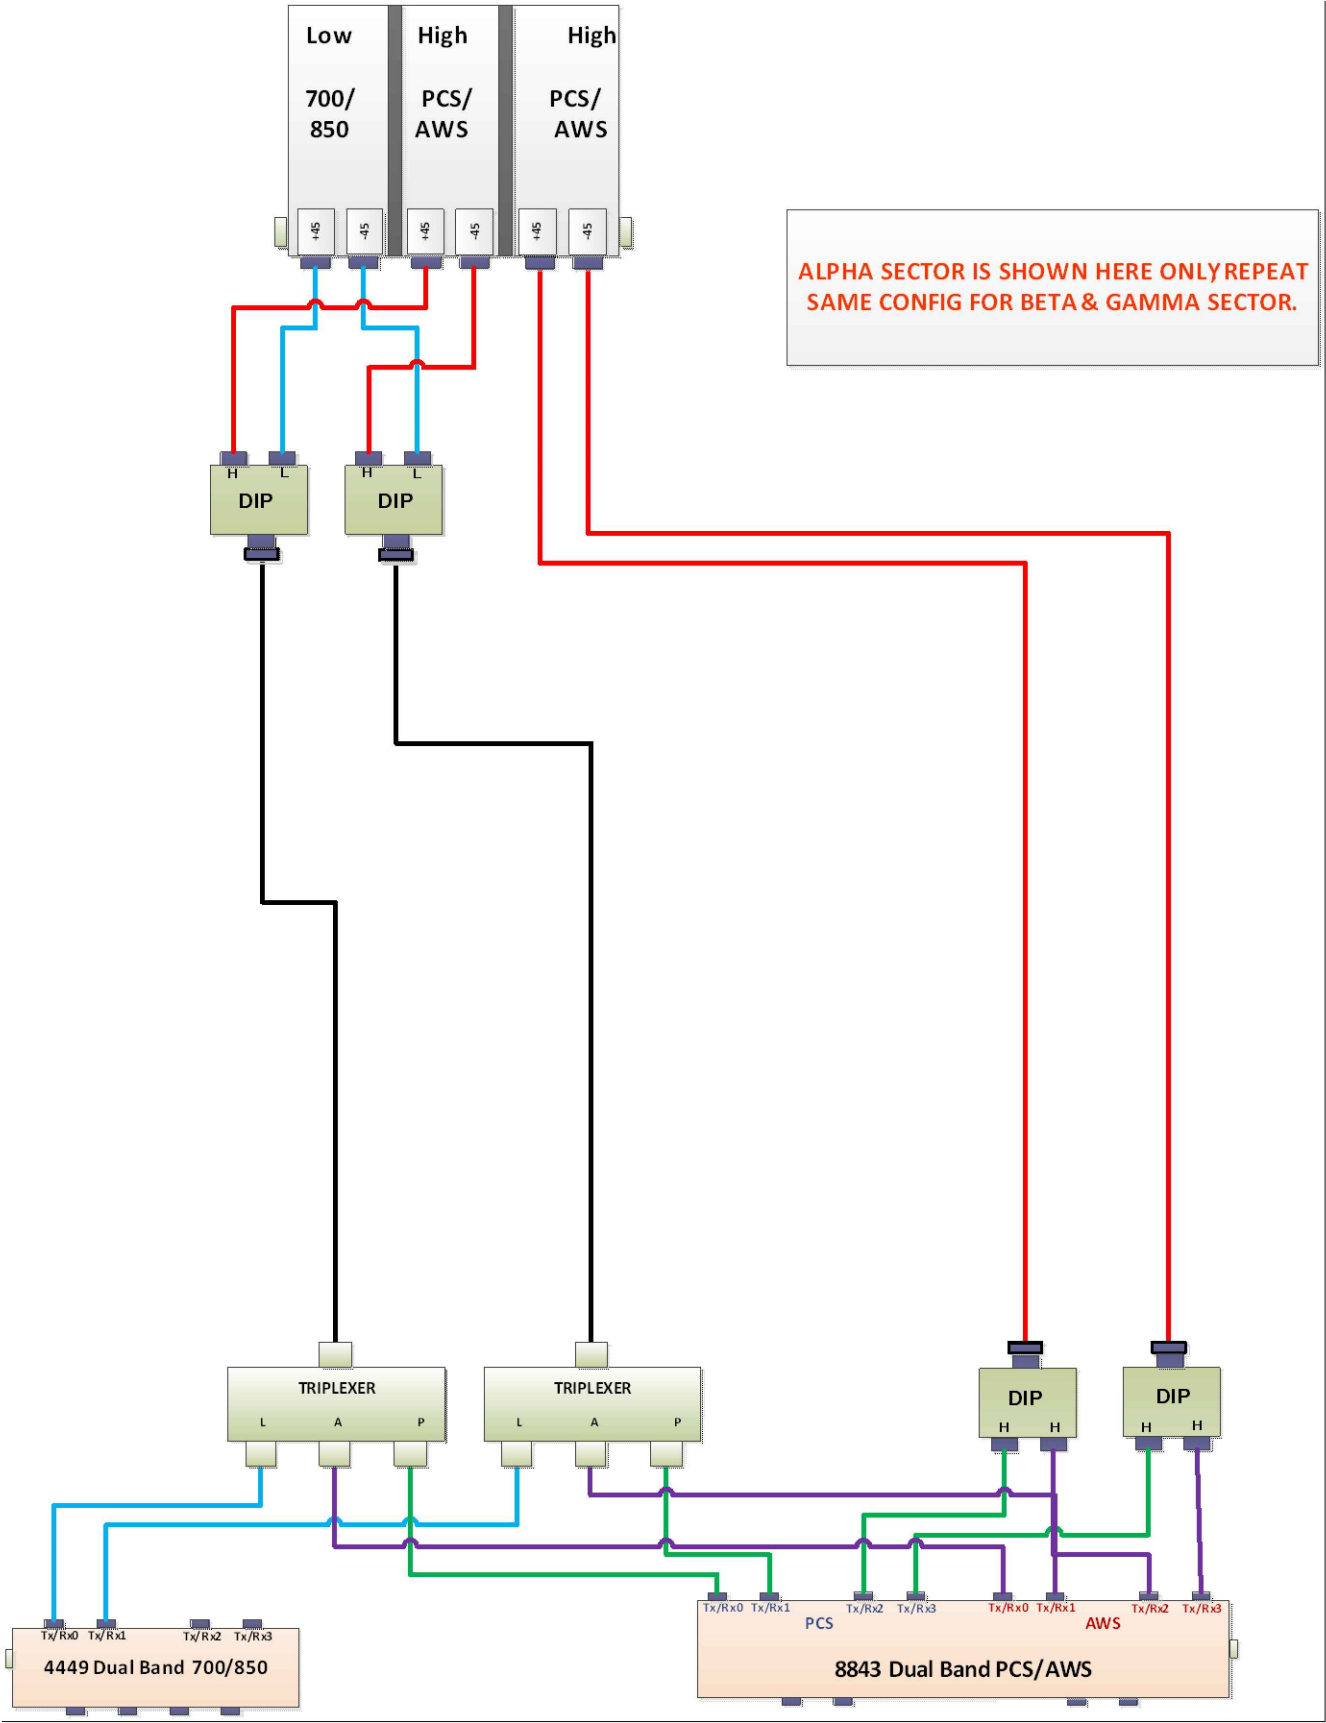 Low High High
700/ PCS/ PCS/
850 AWS AWS
+45 -45 +45 -45 +45 -45
ALPHA SECTOR IS SHOWN HERE ONLY REPEAT
SAME CONFIG FOR BETA & GAMMA SECTOR.
H L H L
DIP DIP
TRIPLEXER TRIPLEXER DIP DIP
L A P L A P H H H H
Tx/Rx0 Tx/Rx1 Tx/Rx2 Tx/Rx3 Tx/Rx0 Tx/Rx1 Tx/Rx2 Tx/Rx3
PCS AWS
Tx/Rx0 Tx/Rx1 Tx/Rx2 Tx/Rx3
4449 Dual Band 700/850 8843 Dual Band PCS/AWS